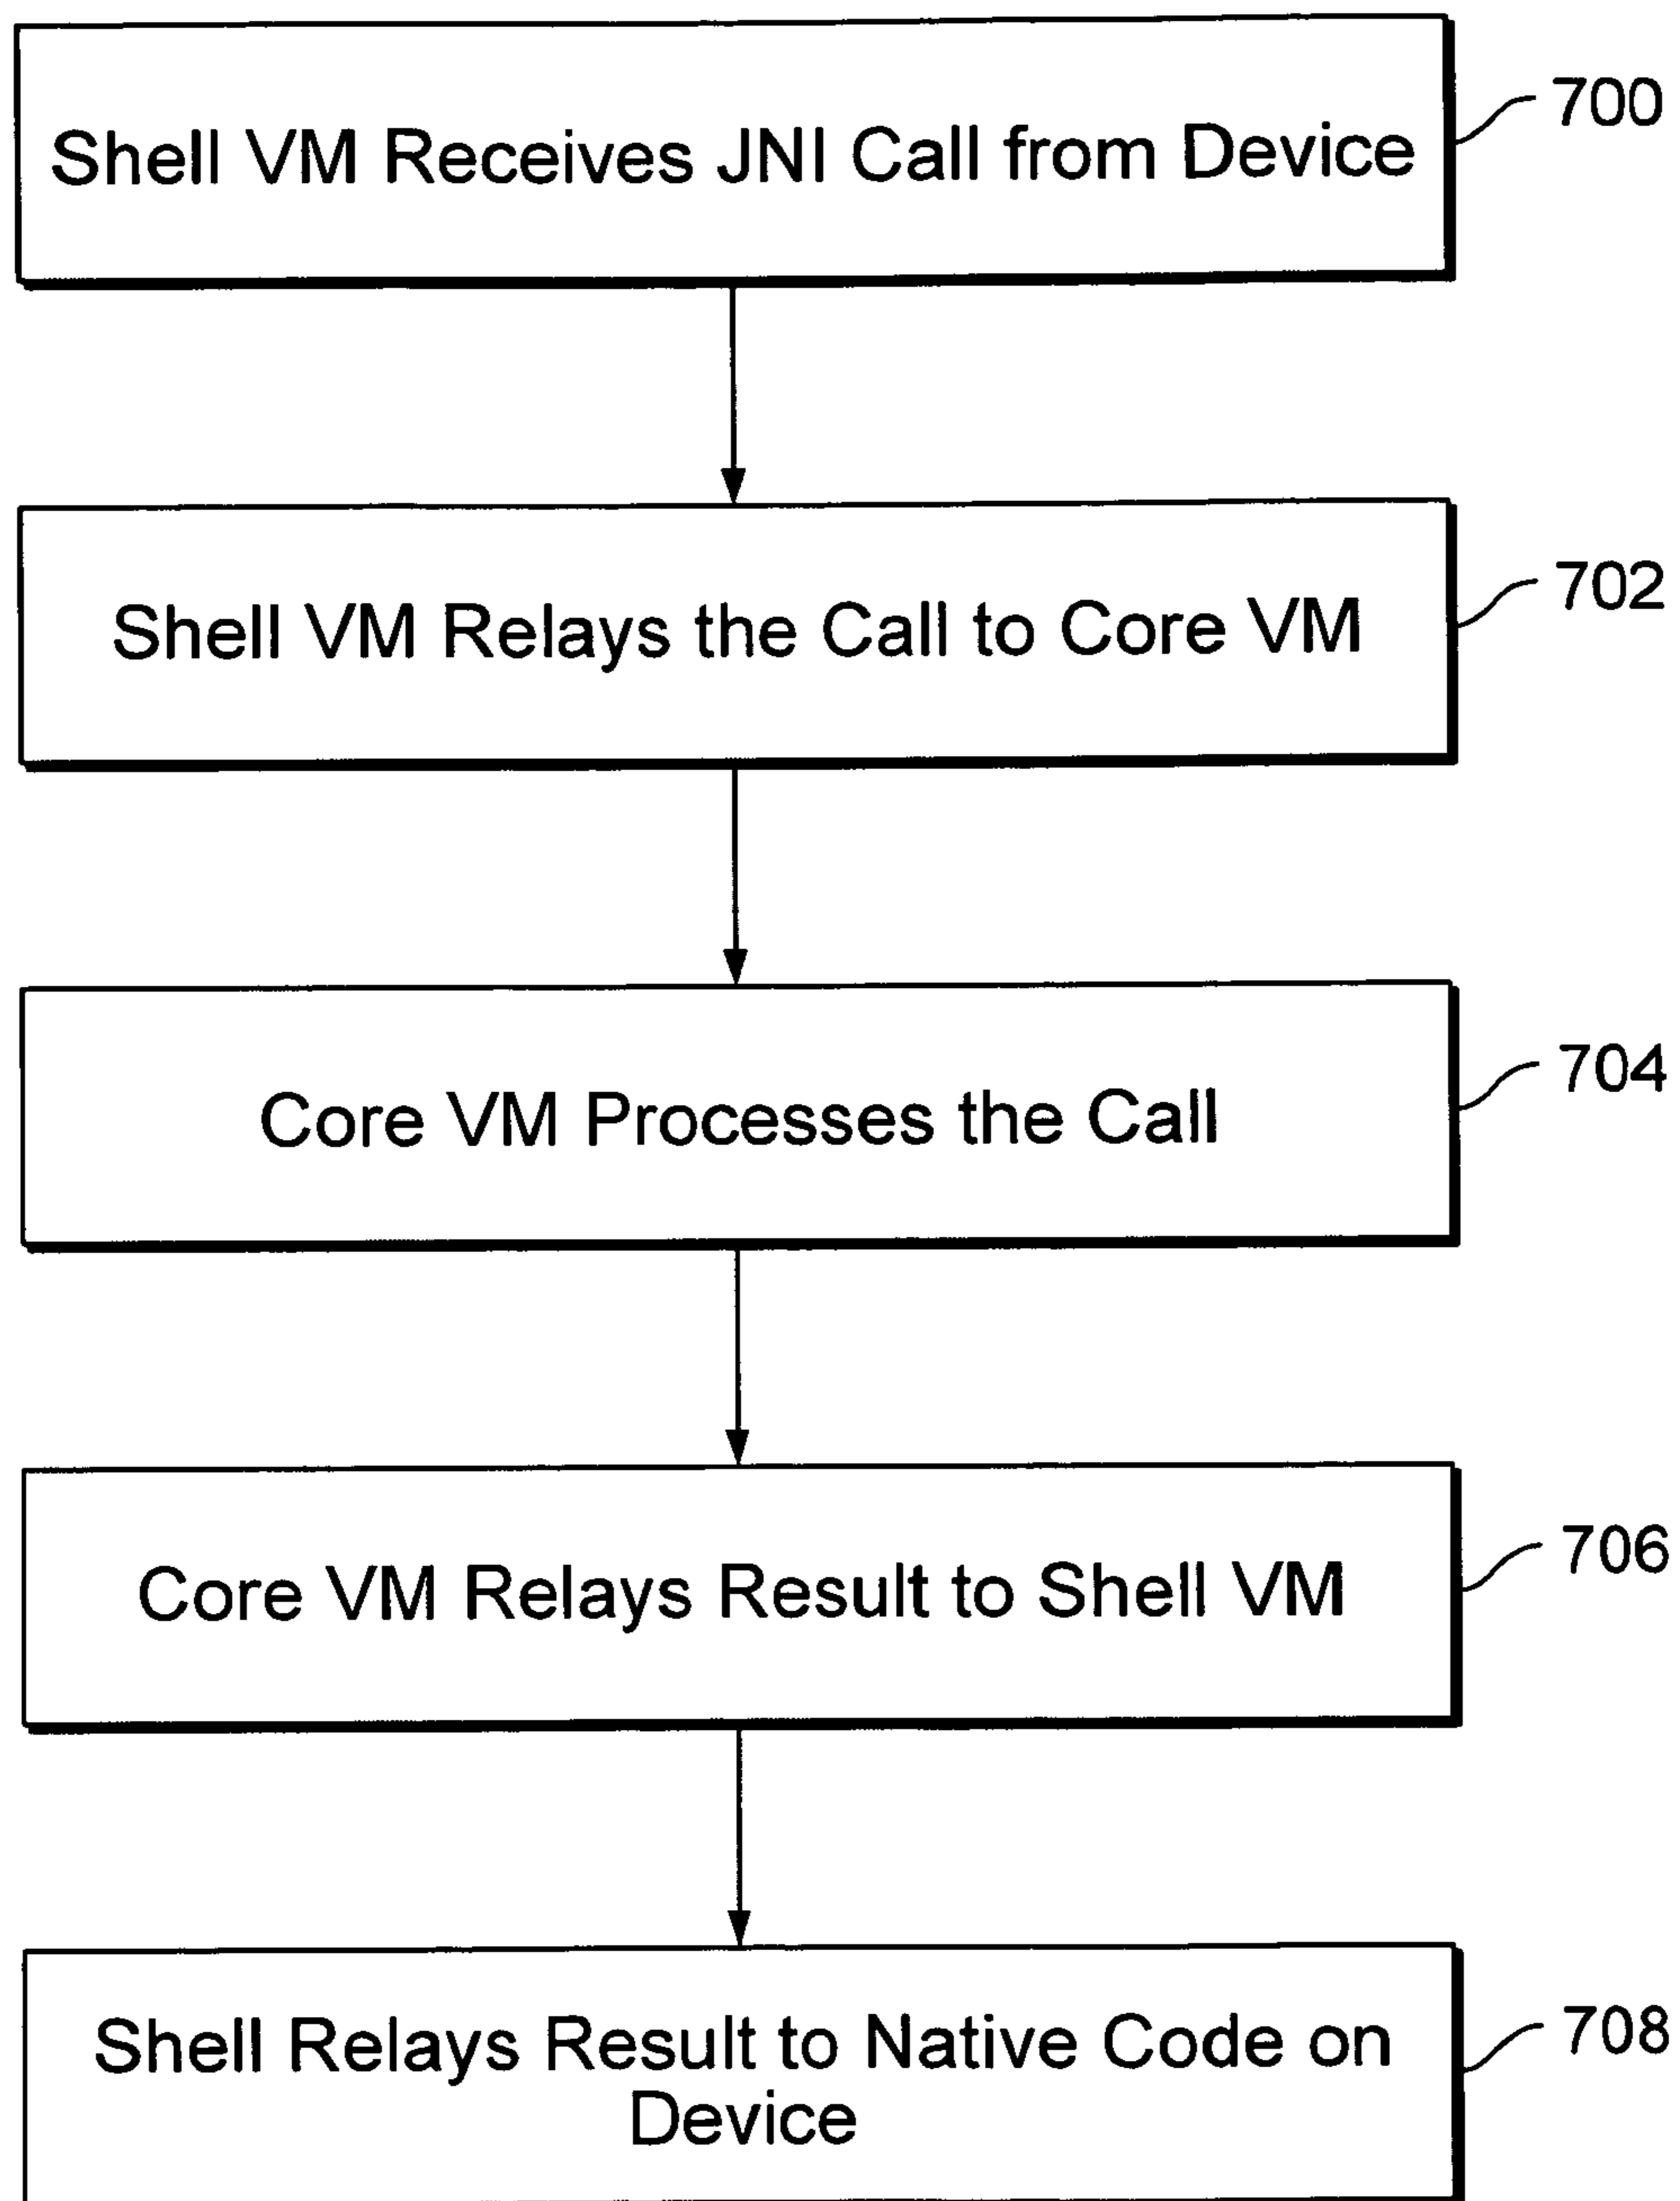 Shell VM Receives JNI Call from Device
700
Shell VM Relays the Call to Core VM
702
Core VM Processes the Call
704
Core VM Relays Result to Shell VM
706
Shell Relays Result to Native Code on
Device
708